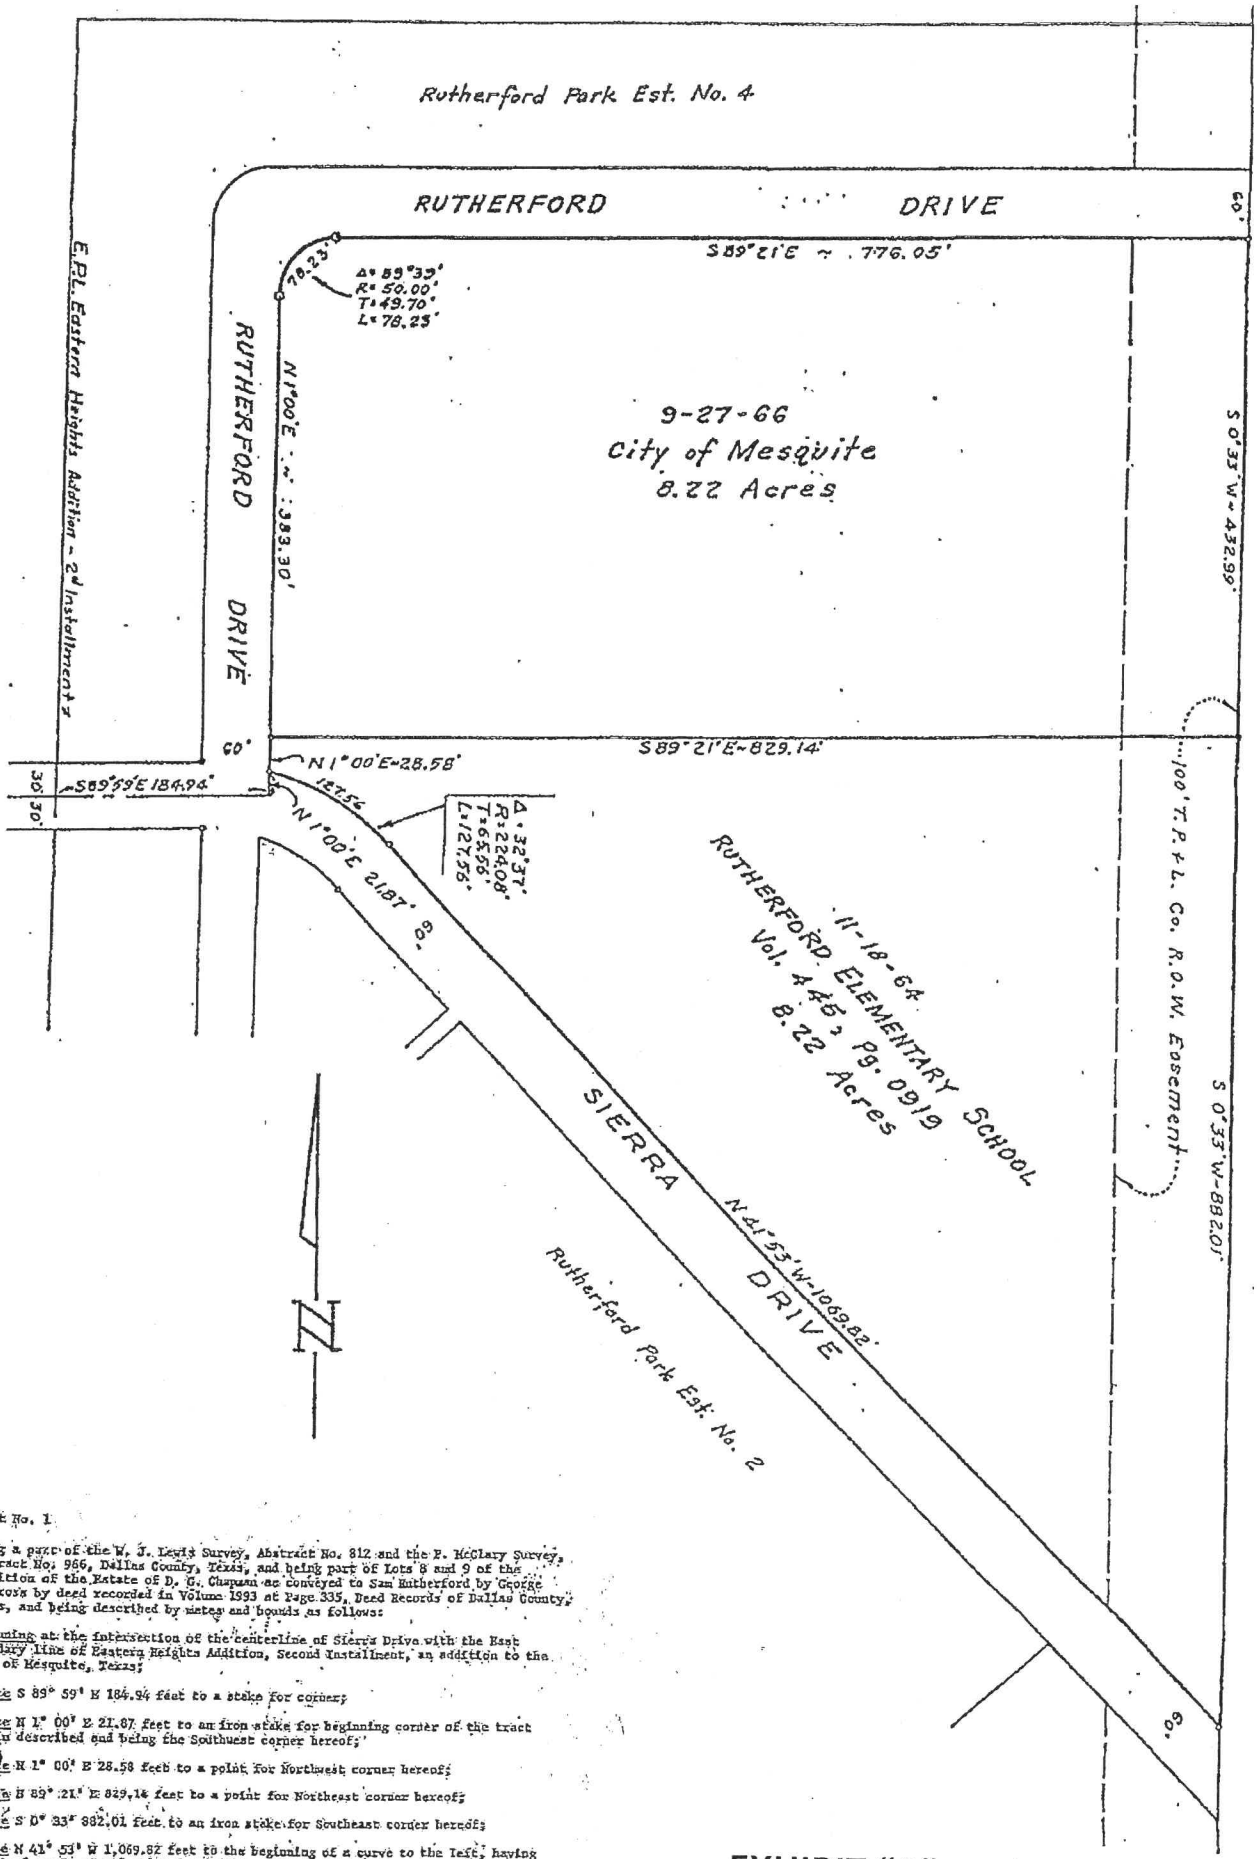 Rutherford Park Est. No. 4
RUTHERFORD DRIVE
60'
S89°21'E ~ 776.05'
78.23'
Δ=89°39'
R=50.00'
T=49.70'
L=78.23'
E.P.L. Eastern Heights Addition - 2nd Installment
RUTHERFORD DRIVE
N1°00'E ~ 383.30'
9-27-66
City of Mesquite
8.22 Acres
S 0°33'W ~ 432.99'
60'
S89°21'E~829.14'
N1°00'E~28.58'
S89°59'E 184.94'
30' 30'
127.56
N1°00'E 21.87'
Δ=32°37'
R=224.08'
T=65.56'
L=127.56'
60'
11-18-64
RUTHERFORD ELEMENTARY SCHOOL
Vol. 445, Pg. 0919
8.22 Acres
100' T.P. & L. Co. R.O.W. Easement
S 0°33'W-882.01'
SIERRA DRIVE
N41°53'W-1069.82'
Rutherford Park Est. No. 2
N
60'
No. 1
a part of the W. J. Lewis Survey, Abstract No. 812 and the P. McClary Survey,
No. 966, Dallas County, Texas, and being part of Lots 8 and 9 of the
of the Estate of D. G. Chapman as conveyed to Sam Rutherford by George
by deed recorded in Volume 1993 at Page 335, Deed Records of Dallas County,
and being described by metes and bounds as follows:
at the intersection of the centerline of Sierra Drive with the East
line of Eastern Heights Addition, Second Installment, an addition to the
of Mesquite, Texas;
S 89° 59' E 184.94 feet to a stake for corner;
N 1° 00' E 21.87 feet to an iron stake for beginning corner of the tract
described and being the Southwest corner hereof;
N 1° 00' E 28.58 feet to a point for Northwest corner hereof;
89° 21' E 829.14 feet to a point for Northeast corner hereof;
S 0° 33' 882.01 feet to an iron stake for Southeast corner hereof;
N 41° 53' W 1,069.82 feet to the beginning of a curve to the left, having